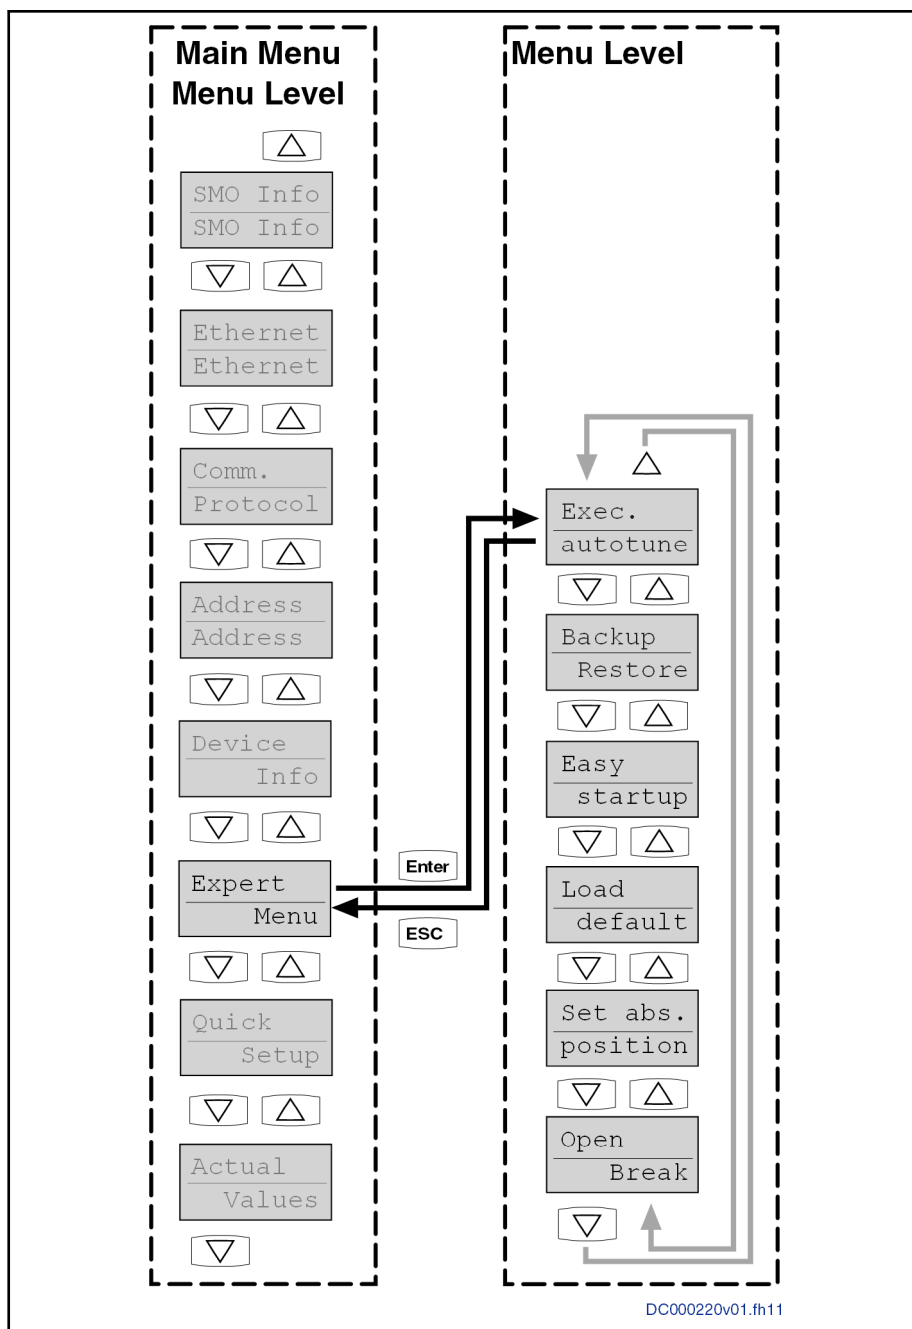 Main Menu
Menu Level
SMO Info
SMO Info
Ethernet
Ethernet
Comm.
Protocol
Address
Address
Device
Info
Expert
Menu
Quick
Setup
Actual
Values
Enter
ESC
Menu Level
Exec.
autotune
Backup
Restore
Easy
startup
Load
default
Set abs.
position
Open
Break
DC000220v01.fh11